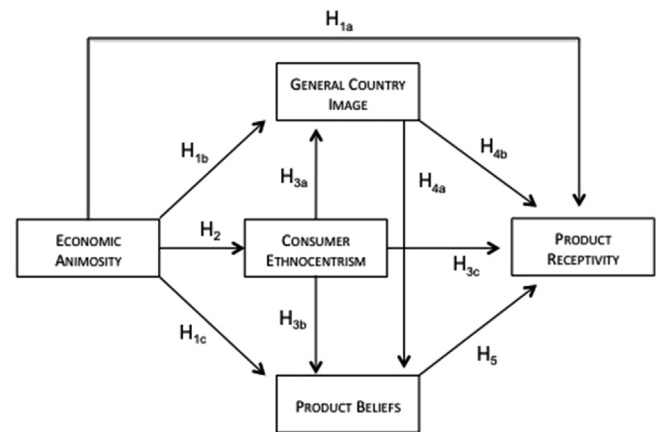 H1a
GENERAL COUNTRY
IMAGE
H1b
H3a
H4a
H4b
ECONOMIC
ANIMOSITY
H2
CONSUMER
ETHNOCENTRISM
H3c
PRODUCT
RECEPTIVITY
H1c
H3b
H5
PRODUCT BELIEFS